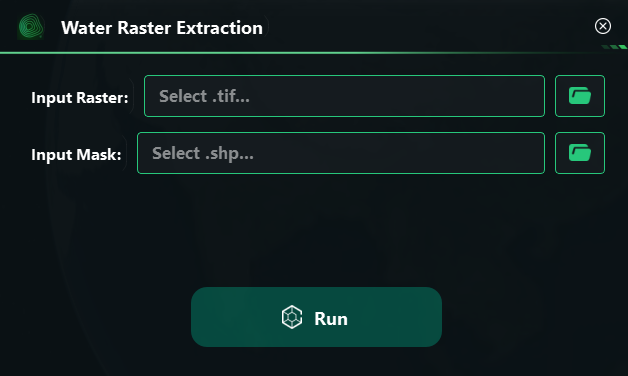 Water Raster Extraction
Input Raster: Select .tif...
Input Mask: Select .shp...
Run